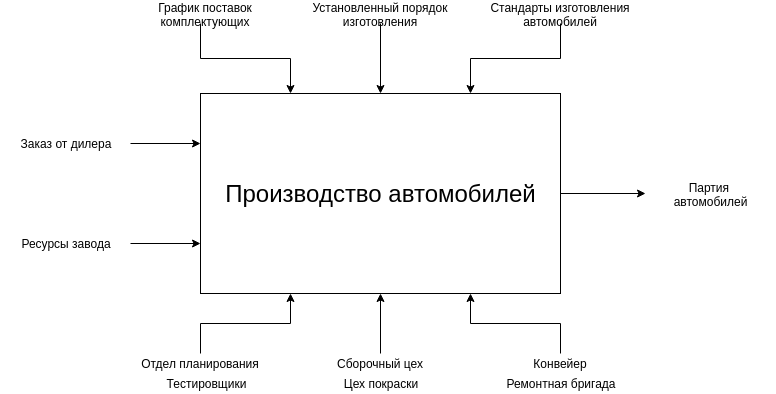 График поставок
комплектующих
Установленный порядок
изготовления
Стандарты изготовления
автомобилей
Заказ от дилера
Производство автомобилей
Партия
автомобилей
Ресурсы завода
Отдел планирования
Тестировщики
Сборочный цех
Цех покраски
Конвейер
Ремонтная бригада